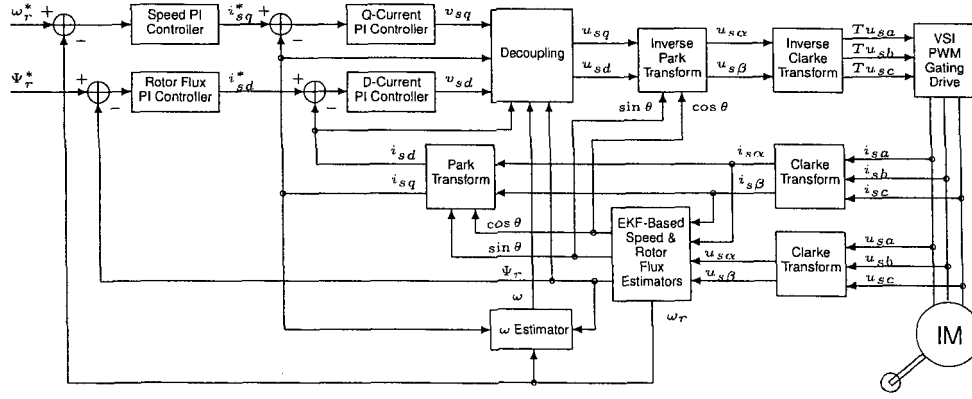 ω*r + − Speed PI Controller i*sq + − Q-Current PI Controller vsq
Decoupling
usq
usd
Inverse Park Transform
usα
usβ
Inverse Clarke Transform
Tusa
Tusb
Tusc
VSI PWM Gating Drive
Ψ*r + − Rotor Flux PI Controller i*sd + − D-Current PI Controller vsd
sin θ
cos θ
isd
isq
Park Transform
isα
isβ
Clarke Transform
isa
isb
isc
cos θ
sin θ
EKF-Based Speed & Rotor Flux Estimators
usα
usβ
Clarke Transform
usa
usb
usc
Ψr
ω
ω Estimator
ωr
IM